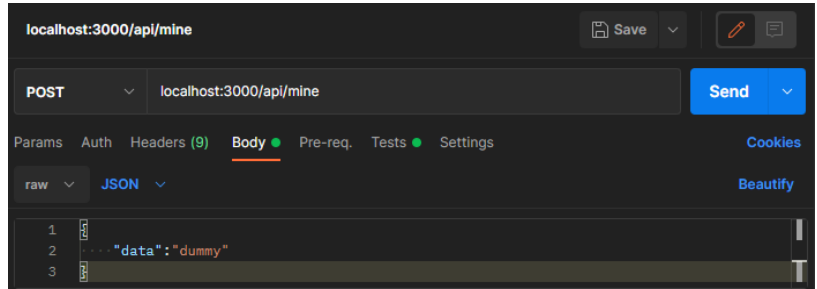 localhost:3000/api/mine Save
POST localhost:3000/api/mine Send
Params Auth Headers (9) Body Pre-req. Tests Settings Cookies
raw JSON Beautify
1 {
2 ····"data":"dummy"
3 }